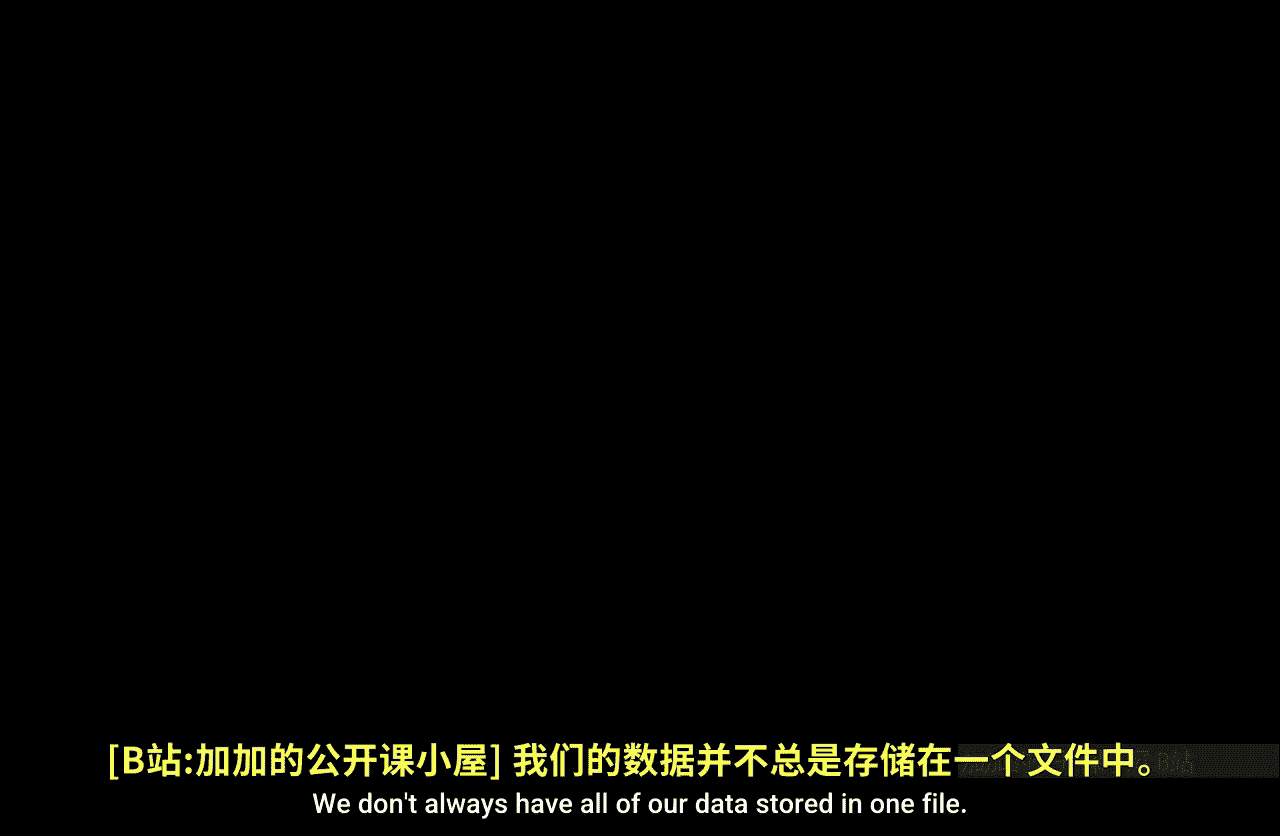 [B站:加加的公开课小屋] 我们的数据并不总是存储在一个文件中。
We don't always have all of our data stored in one file.